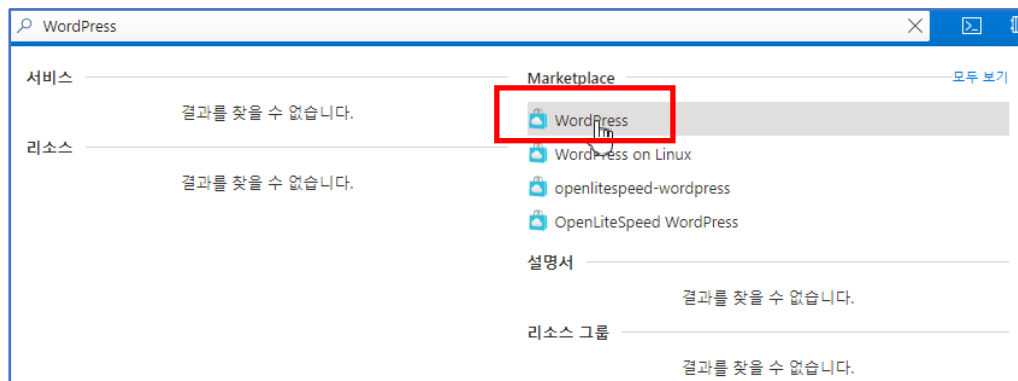 WordPress
서비스
결과를 찾을 수 없습니다.
리소스
결과를 찾을 수 없습니다.
Marketplace
모두 보기
WordPress
WordPress on Linux
openlitespeed-wordpress
OpenLiteSpeed WordPress
설명서
결과를 찾을 수 없습니다.
리소스 그룹
결과를 찾을 수 없습니다.